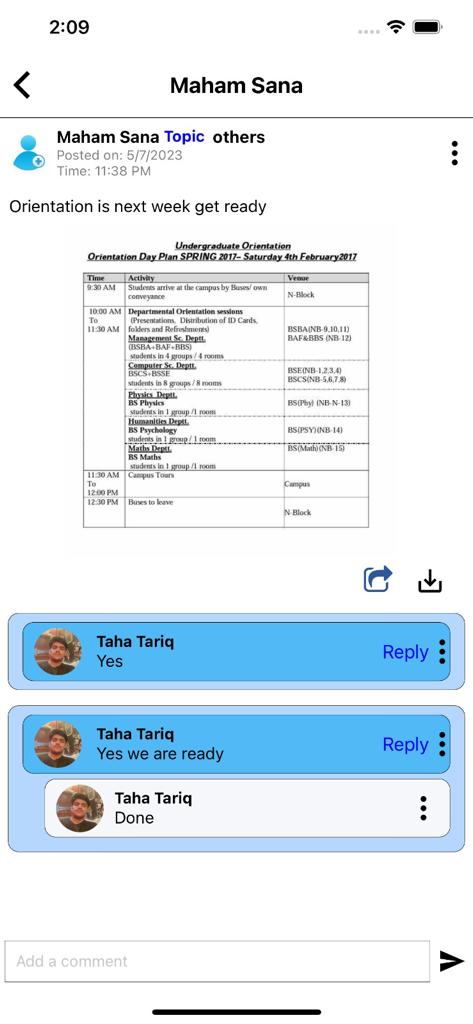 2:09
Maham Sana
Maham Sana Topic others
Posted on: 5/7/2023
Time: 11:38 PM
Orientation is next week get ready
Undergraduate Orientation
Orientation Day Plan SPRING 2017– Saturday 4th February2017
Time Activity Venue
9:30 AM Students arrive at the campus by Buses/ own
conveyance
N-Block
10:00 AM Departmental Orientation sessions
To (Presentations, Distribution of ID Cards,
11:30 AM folders and Refreshments)
Management Sc. Deptt.
(BSBA+BAF+BBS)
students in 4 groups / 4 rooms
BSBA(NB-9,10,11)
BAF&BBS (NB-12)
Computer Sc. Deptt.
BSCS+BSSE
students in 8 groups / 8 rooms
BSE(NB-1,2,3,4)
BSCS(NB-5,6,7,8)
Physics Deptt.
BS Physics
students in 1 group /1 room
BS(Phy) (NB-N-13)
Humanities Deptt.
BS Psychology
students in 1 group / 1 room
BS(PSY)(NB-14)
Maths Deptt.
BS Maths
students in 1 group /1 room
BS(Math)(NB-15)
11:30 AM Campus Tours
To
12:00 PM
Campus
12:30 PM Buses to leave
N-Block
Taha Tariq
Yes
Reply
Taha Tariq
Yes we are ready
Reply
Taha Tariq
Done
Add a comment